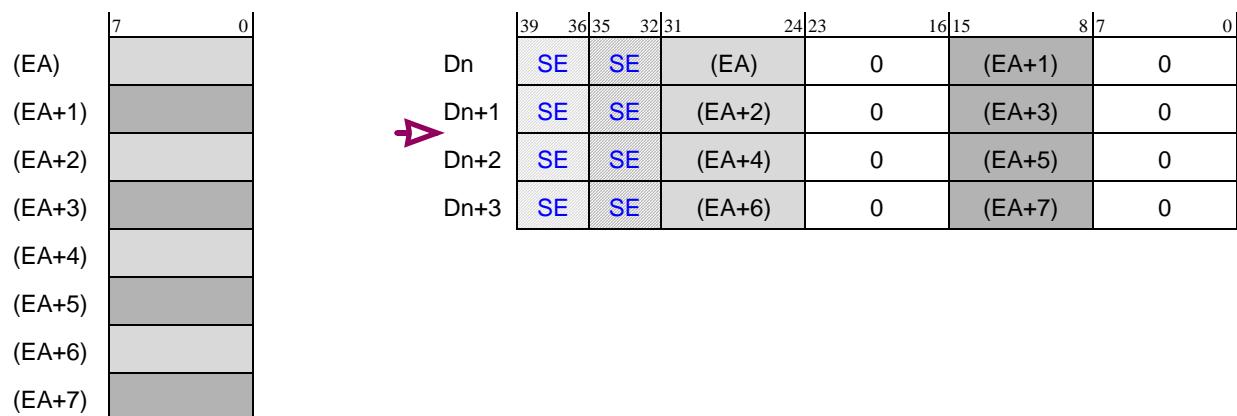 7 0 39 36 35 32 31 24 23 16 15 8 7 0
(EA) Dn SE SE (EA) 0 (EA+1) 0
(EA+1) Dn+1 SE SE (EA+2) 0 (EA+3) 0
(EA+2) Dn+2 SE SE (EA+4) 0 (EA+5) 0
(EA+3) Dn+3 SE SE (EA+6) 0 (EA+7) 0
(EA+4)
(EA+5)
(EA+6)
(EA+7)